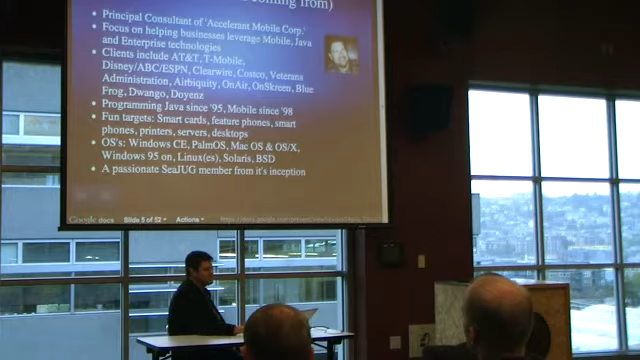 coming from)
Principal Consultant of 'Accelerant Mobile Corp.'
Focus on helping businesses leverage Mobile, Java
and Enterprise technologies
Clients include AT&T, T-Mobile,
Disney/ABC/ESPN, Clearwire, Costco, Veterans
Administration, Airbiquity, OnAir, OnSkreen, Blue
Frog, Dwango, Doyenz
Programming Java since '95, Mobile since '98
Fun targets: Smart cards, feature phones, smart
phones, printers, servers, desktops
OS's: Windows CE, PalmOS, Mac OS & OS/X,
Windows 95 on, Linux(es), Solaris, BSD
A passionate SeaJUG member from it's inception
Google docs Slide 5 of 52 Actions